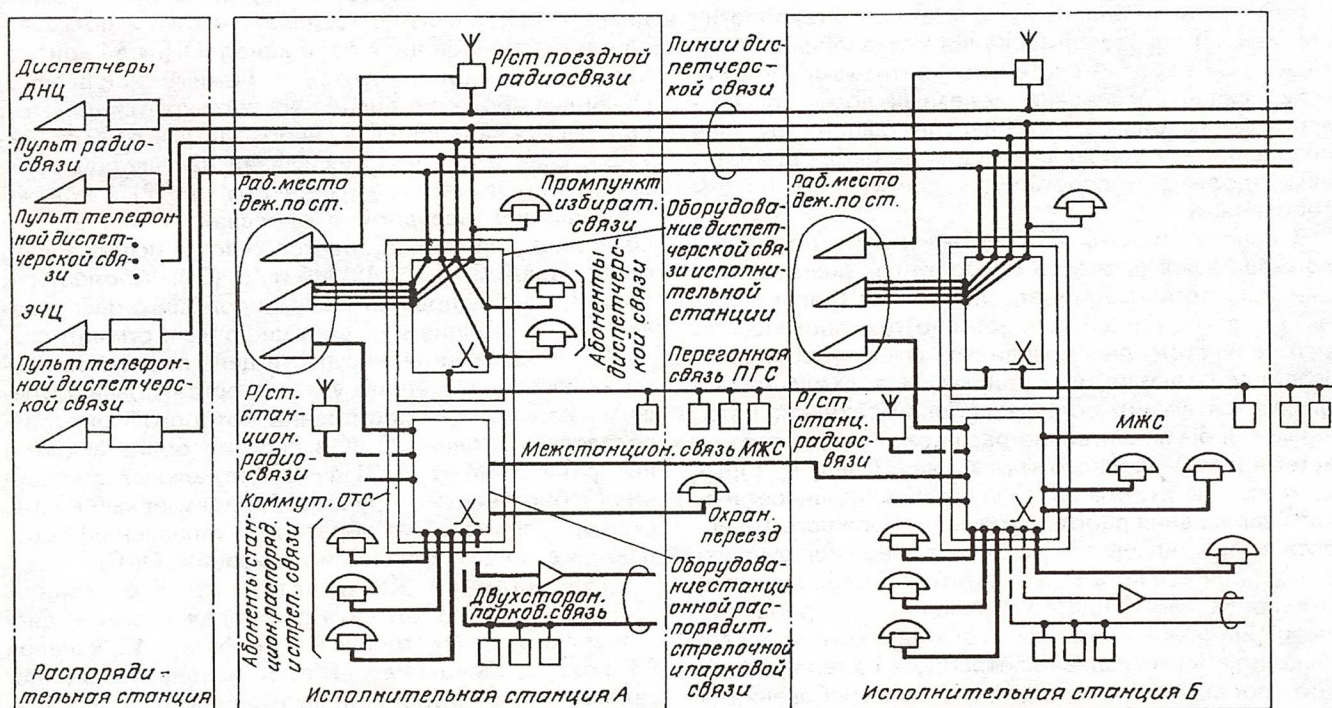 Диспетчеры
ДНЦ
Пульт радио-
связи
Пульт телефон-
ной диспет-
черской свя-
зи
ЭЧЦ
Пульт телефон-
ной диспетчерс-
кой связи
Распоряди-
тельная станция
Р/ст поездной
радиосвязи
Раб.место
деж.по ст.
Промпункт
избират.
связи
Абоненты
диспетчерс-
кой связи
Р/ст.
стан-
цион.
радио-
связи
Коммут. ОТС
Абоненты стан-
цион.распоряд.
и стрел.связи
Двухсторон.
парков.связь
Исполнительная станция А
Линии дис-
петчерс-
кой связи
Оборудова-
ние диспет-
черской свя-
зи исполни-
тельной
станции
Перегонная
связь ПГС
Межстанцион. связь МЖС
Охран.
переезд
Оборудова-
ние станци-
онной рас-
порядит.
стрелочной
и парковой
связи
Раб. место
деж.по ст.
Р/ст.
станц.
радиос-
вязи
МЖС
Исполнительная станция Б